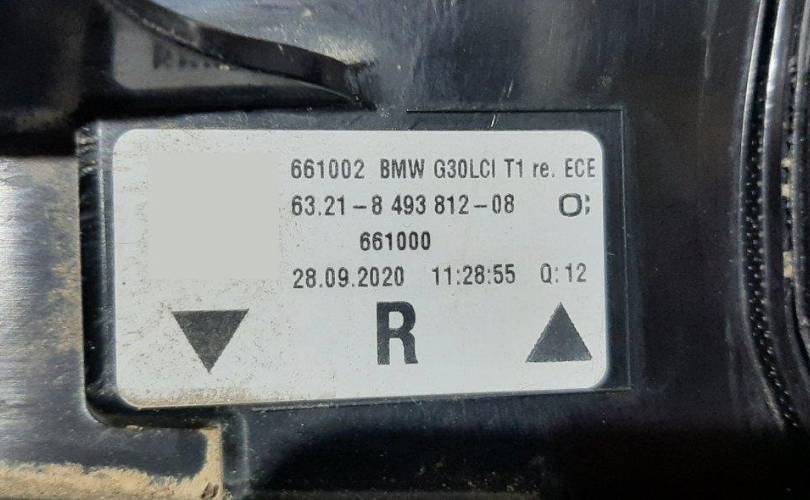 661002 BMW G30LCI T1 re. ECE
63.21-8 493 812-08 O;
661000
28.09.2020 11:28:55 Q:12
▼ R ▲